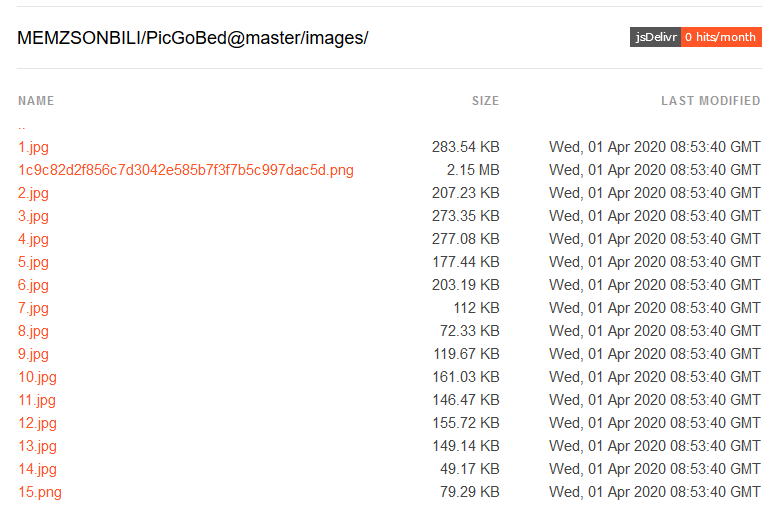 MEMZSONBILI/PicGoBed@master/images/ jsDelivr 0 hits/month
NAME SIZE LAST MODIFIED
..
1.jpg 283.54 KB Wed, 01 Apr 2020 08:53:40 GMT
1c9c82d2f856c7d3042e585b7f3f7b5c997dac5d.png 2.15 MB Wed, 01 Apr 2020 08:53:40 GMT
2.jpg 207.23 KB Wed, 01 Apr 2020 08:53:40 GMT
3.jpg 273.35 KB Wed, 01 Apr 2020 08:53:40 GMT
4.jpg 277.08 KB Wed, 01 Apr 2020 08:53:40 GMT
5.jpg 177.44 KB Wed, 01 Apr 2020 08:53:40 GMT
6.jpg 203.19 KB Wed, 01 Apr 2020 08:53:40 GMT
7.jpg 112 KB Wed, 01 Apr 2020 08:53:40 GMT
8.jpg 72.33 KB Wed, 01 Apr 2020 08:53:40 GMT
9.jpg 119.67 KB Wed, 01 Apr 2020 08:53:40 GMT
10.jpg 161.03 KB Wed, 01 Apr 2020 08:53:40 GMT
11.jpg 146.47 KB Wed, 01 Apr 2020 08:53:40 GMT
12.jpg 155.72 KB Wed, 01 Apr 2020 08:53:40 GMT
13.jpg 149.14 KB Wed, 01 Apr 2020 08:53:40 GMT
14.jpg 49.17 KB Wed, 01 Apr 2020 08:53:40 GMT
15.png 79.29 KB Wed, 01 Apr 2020 08:53:40 GMT